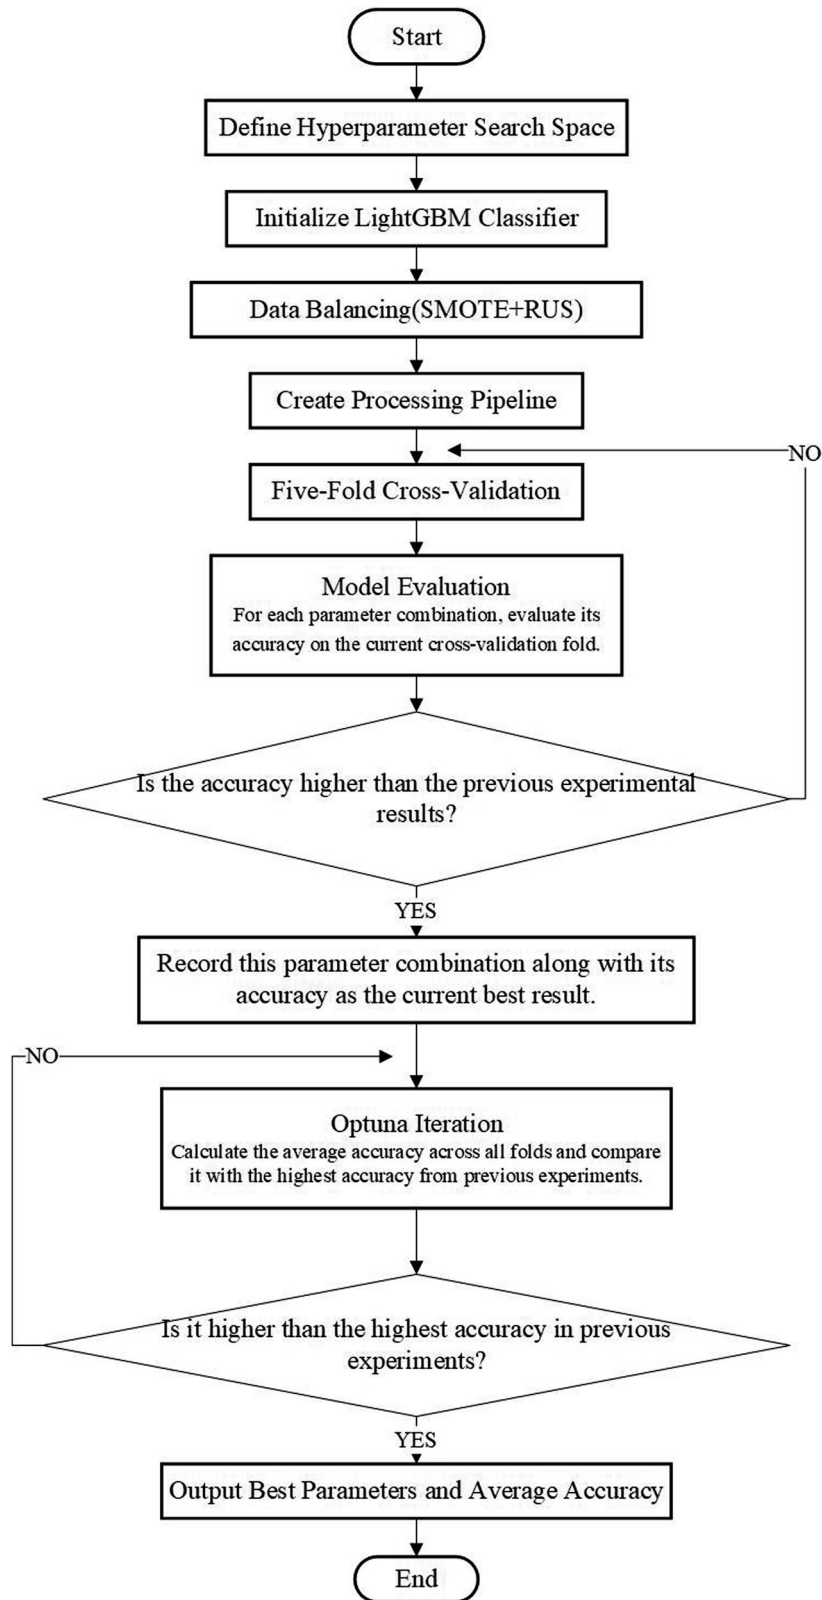 Start
Define Hyperparameter Search Space
Initialize LightGBM Classifier
Data Balancing(SMOTE+RUS)
Create Processing Pipeline
NO
Five-Fold Cross-Validation
Model Evaluation
For each parameter combination, evaluate its
accuracy on the current cross-validation fold.
Is the accuracy higher than the previous experimental
results?
YES
Record this parameter combination along with its
accuracy as the current best result.
NO
Optuna Iteration
Calculate the average accuracy across all folds and compare
it with the highest accuracy from previous experiments.
Is it higher than the highest accuracy in previous
experiments?
YES
Output Best Parameters and Average Accuracy
End